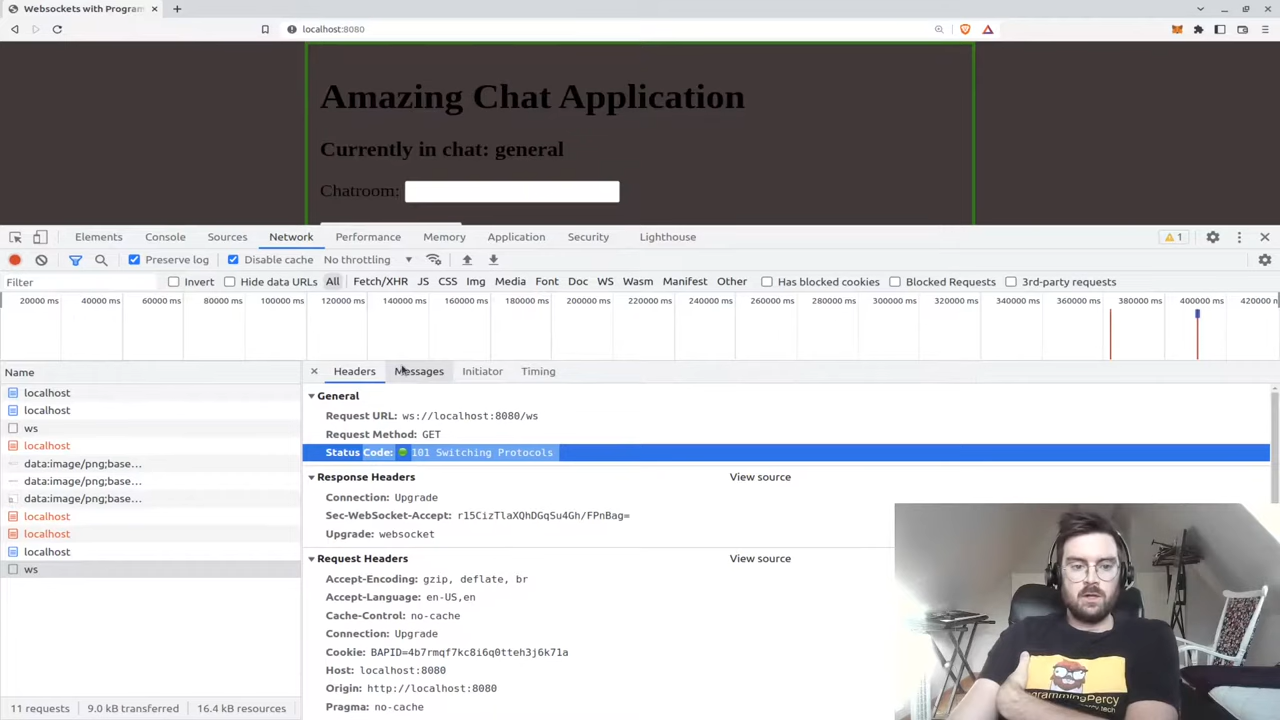 Websockets with Program
localhost:8080
Amazing Chat Application
Currently in chat: general
Chatroom:
Elements Console Sources Network Performance Memory Application Security Lighthouse 1
Preserve log Disable cache No throttling
Filter Invert Hide data URLs All Fetch/XHR JS CSS Img Media Font Doc WS Wasm Manifest Other Has blocked cookies Blocked Requests 3rd-party requests
20000 ms 40000 ms 60000 ms 80000 ms 100000 ms 120000 ms 140000 ms 160000 ms 180000 ms 200000 ms 220000 ms 240000 ms 260000 ms 280000 ms 300000 ms 320000 ms 340000 ms 360000 ms 380000 ms 400000 ms 420000 m
Name
Headers Messages Initiator Timing
localhost
localhost
ws
localhost
data:image/png;base...
data:image/png;base...
data:image/png;base...
localhost
localhost
localhost
ws
General
Request URL: ws://localhost:8080/ws
Request Method: GET
Status Code: 101 Switching Protocols
Response Headers View source
Connection: Upgrade
Sec-WebSocket-Accept: r15CizTlaXQhDGqSu4Gh/FPnBag=
Upgrade: websocket
Request Headers View source
Accept-Encoding: gzip, deflate, br
Accept-Language: en-US,en
Cache-Control: no-cache
Connection: Upgrade
Cookie: BAPID=4b7rmqf7kc8i6q0tteh3j6k71a
Host: localhost:8080
Origin: http://localhost:8080
Pragma: no-cache
11 requests 9.0 kB transferred 16.4 kB resources